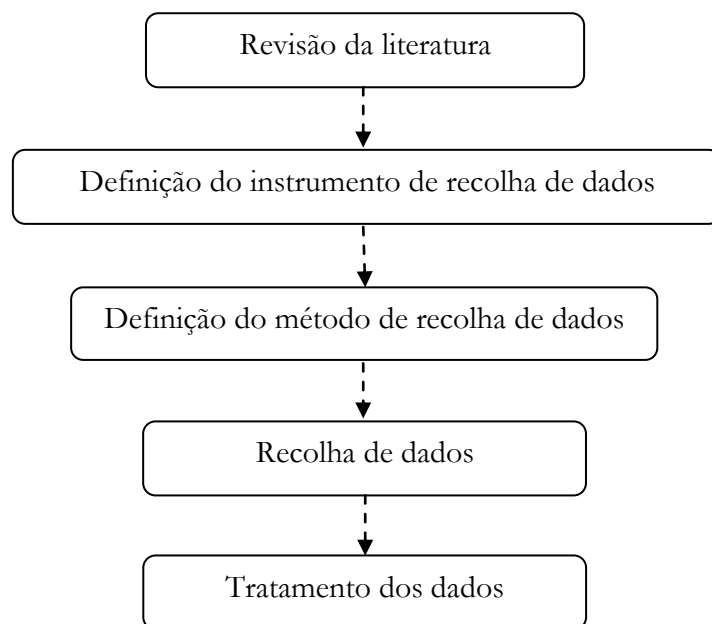 Revisão da literatura
Definição do instrumento de recolha de dados
Definição do método de recolha de dados
Recolha de dados
Tratamento dos dados